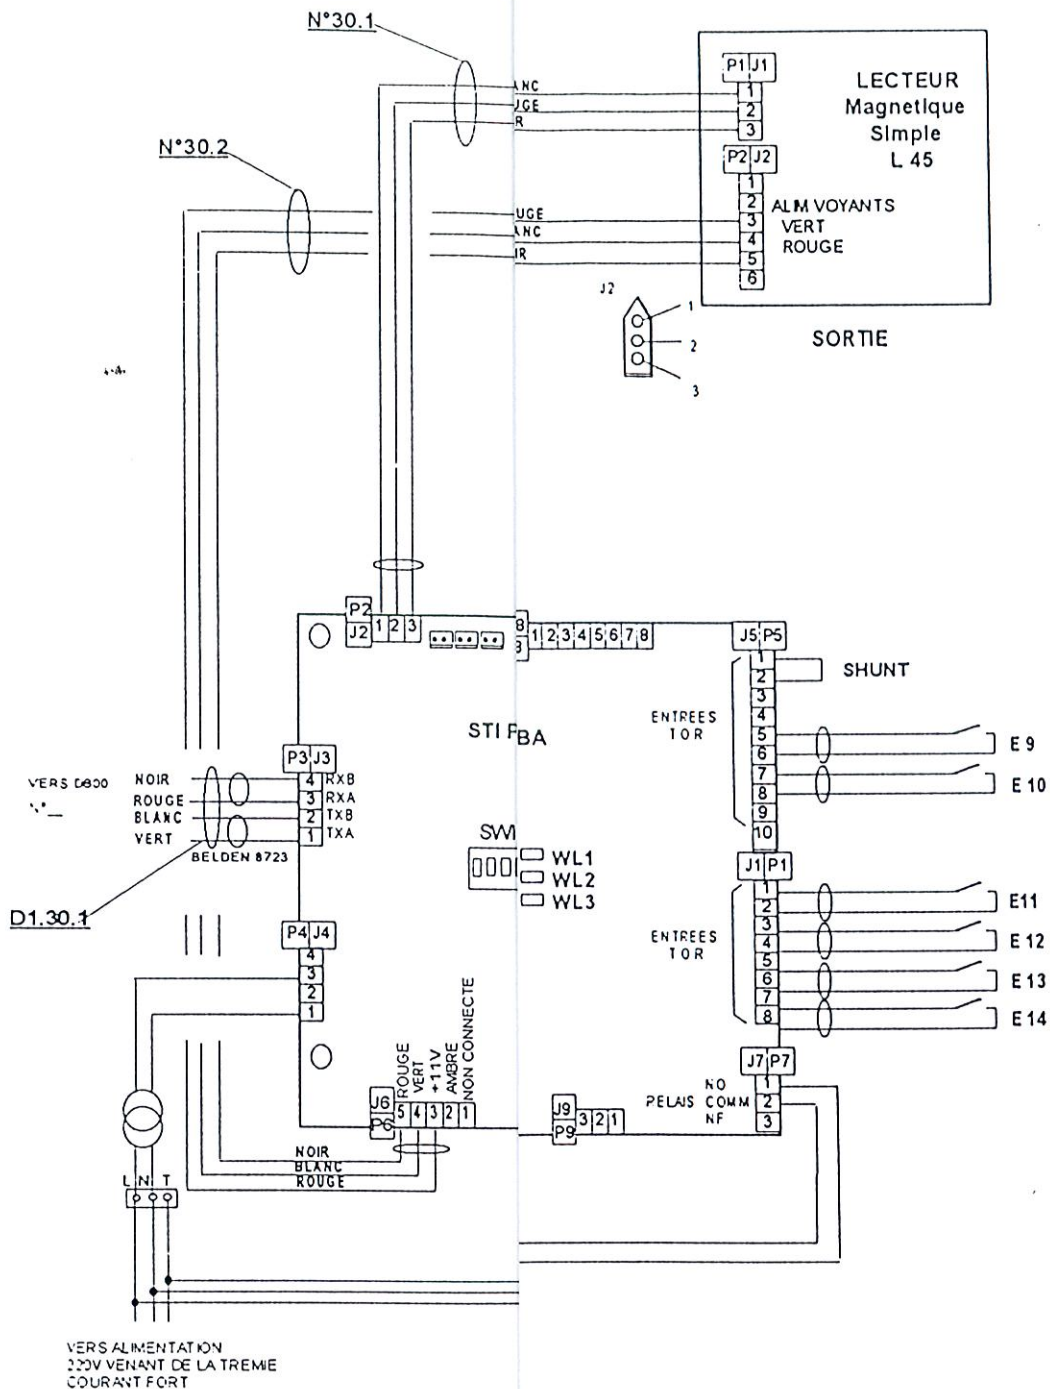 N°30.1
N°30.2
ANC
UGE
R
P1 J1
1
2
3
LECTEUR
Magnetique
Simple
L 45
P2 J2
1
2
3
4
5
6
ALIM VOYANTS
VERT
ROUGE
UGE
ANC
IR
J2
1
2
3
SORTIE
P2
J2 1 2 3
8
1 2 3 4 5 6 7 8
J5 P5
1
2
3
4
5
6
7
8
9
10
SHUNT
ENTREES
TOR
E 9
E 10
STI
BA
P3 J3
VERS D800
NOIR 4 RXB
ROUGE 3 RXA
BLANC 2 TXB
VERT 1 TXA
BELDEN 8723
D1.30.1
SWI
WL1
WL2
WL3
J1 P1
1
2
3
4
5
6
7
8
ENTREES
TOR
E11
E 12
E 13
E 14
P4 J4
4
3
2
1
ROUGE
VERT
+11V
AMBRE
NON CONNECTE
J6
P6
5 4 3 2 1
NOIR
BLANC
ROUGE
J9
P9
3 2 1
J7 P7
NO 1
RELAIS COMM 2
NF 3
L N T
VERS ALIMENTATION
220V VENANT DE LA TREMIE
COURANT FORT